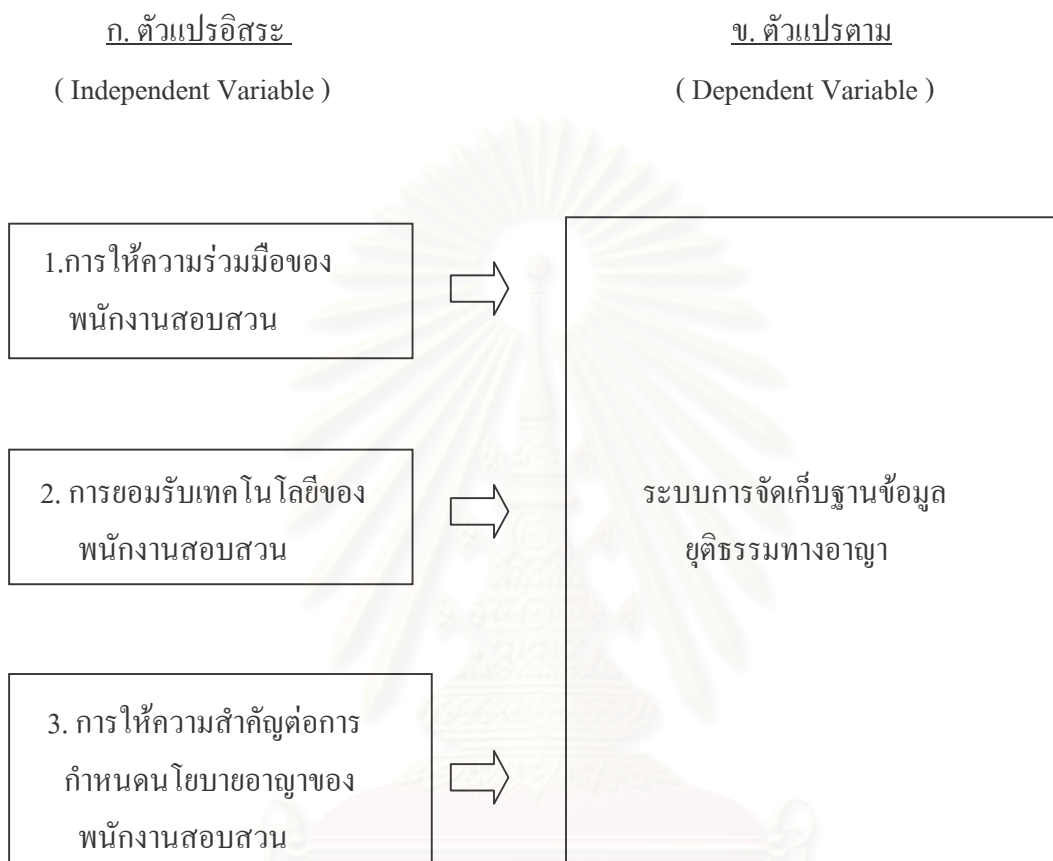 ก. ตัวแปรอิสระ
( Independent Variable )
ข. ตัวแปรตาม
( Dependent Variable )
1.การให้ความร่วมมือของ
พนักงานสอบสวน
2. การยอมรับเทคโนโลยีของ
พนักงานสอบสวน
3. การให้ความสำคัญต่อการ
กำหนดนโยบายอาญาของ
พนักงานสอบสวน
ระบบการจัดเก็บฐานข้อมูล
ยุติธรรมทางอาญา